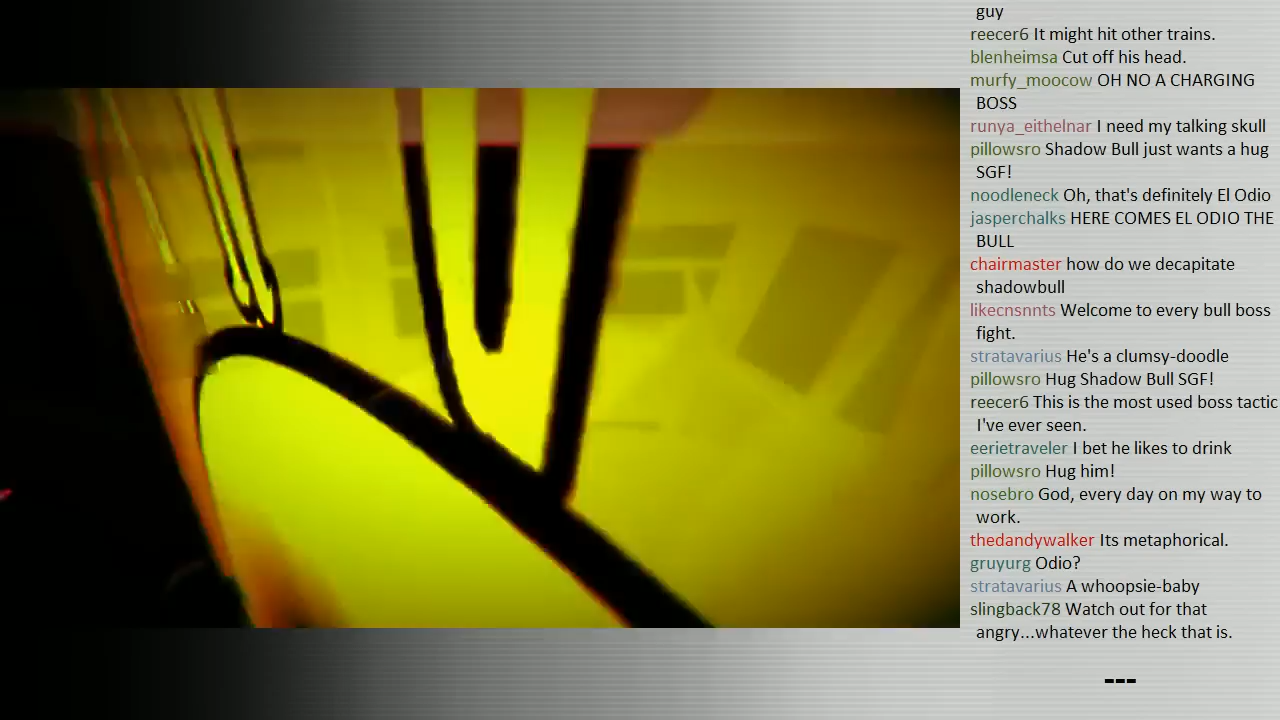 guy
reecer6 It might hit other trains.
blenheimsa Cut off his head.
murfy_moocow OH NO A CHARGING
BOSS
runya_eithelnar I need my talking skull
pillowsro Shadow Bull just wants a hug
SGF!
noodleneck Oh, that's definitely El Odio
jasperchalks HERE COMES EL ODIO THE
BULL
chairmaster how do we decapitate
shadowbull
likecnsnnts Welcome to every bull boss
fight.
stratavarius He's a clumsy-doodle
pillowsro Hug Shadow Bull SGF!
reecer6 This is the most used boss tactic
I've ever seen.
eerietraveler I bet he likes to drink
pillowsro Hug him!
nosebro God, every day on my way to
work.
thedandywalker Its metaphorical.
gruyurg Odio?
stratavarius A whoopsie-baby
slingback78 Watch out for that
angry...whatever the heck that is.
---